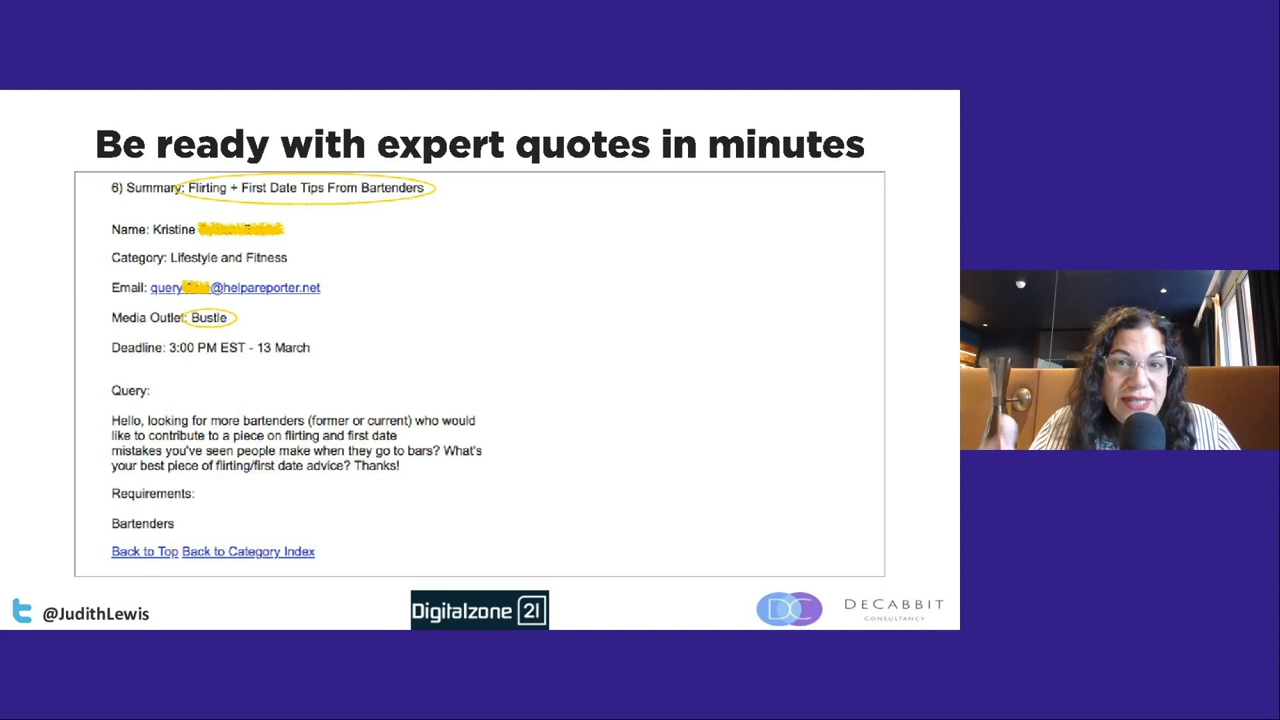 Be ready with expert quotes in minutes
6) Summary: Flirting + First Date Tips From Bartenders
Name: Kristine
Category: Lifestyle and Fitness
Email: query @helpareporter.net
Media Outlet: Bustle
Deadline: 3:00 PM EST - 13 March
Query:
Hello, looking for more bartenders (former or current) who would
like to contribute to a piece on flirting and first date
mistakes you've seen people make when they go to bars? What's
your best piece of flirting/first date advice? Thanks!
Requirements:
Bartenders
Back to Top Back to Category Index
@JudithLewis
Digitalzone 21
DC
DECABBIT
CONSULTANCY